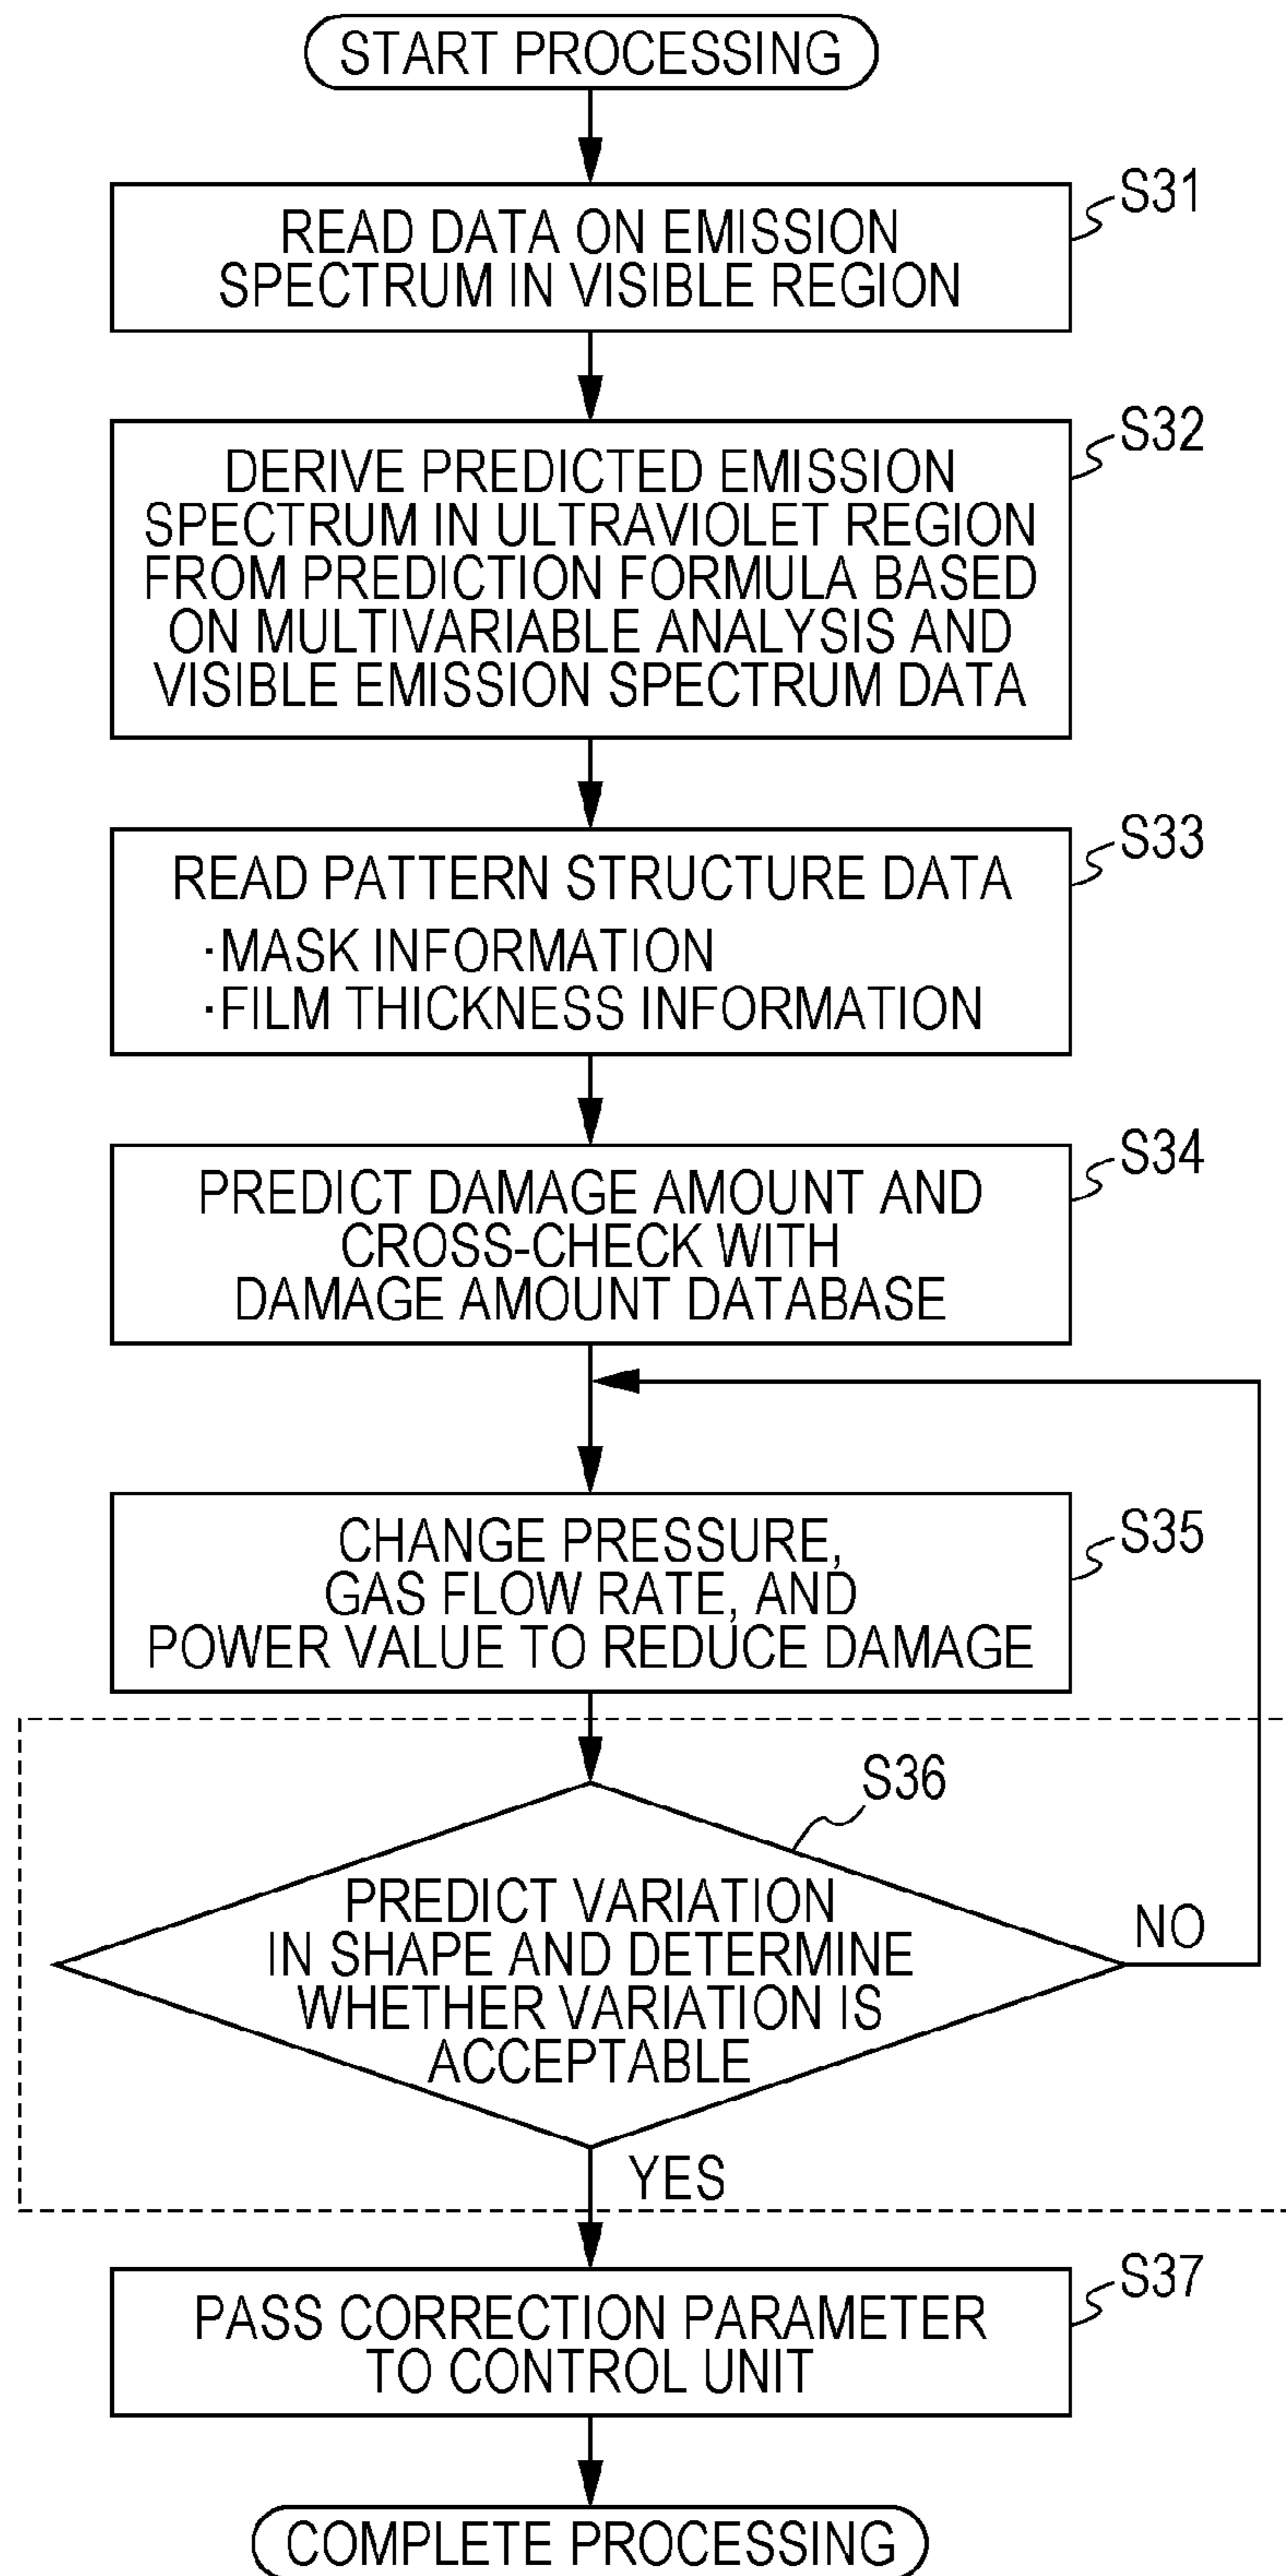 START PROCESSING
S31
READ DATA ON EMISSION
SPECTRUM IN VISIBLE REGION
S32
DERIVE PREDICTED EMISSION
SPECTRUM IN ULTRAVIOLET REGION
FROM PREDICTION FORMULA BASED
ON MULTIVARIABLE ANALYSIS AND
VISIBLE EMISSION SPECTRUM DATA
S33
READ PATTERN STRUCTURE DATA
·MASK INFORMATION
·FILM THICKNESS INFORMATION
S34
PREDICT DAMAGE AMOUNT AND
CROSS-CHECK WITH
DAMAGE AMOUNT DATABASE
S35
CHANGE PRESSURE,
GAS FLOW RATE, AND
POWER VALUE TO REDUCE DAMAGE
S36
PREDICT VARIATION
IN SHAPE AND DETERMINE
WHETHER VARIATION IS
ACCEPTABLE
NO
YES
S37
PASS CORRECTION PARAMETER
TO CONTROL UNIT
COMPLETE PROCESSING